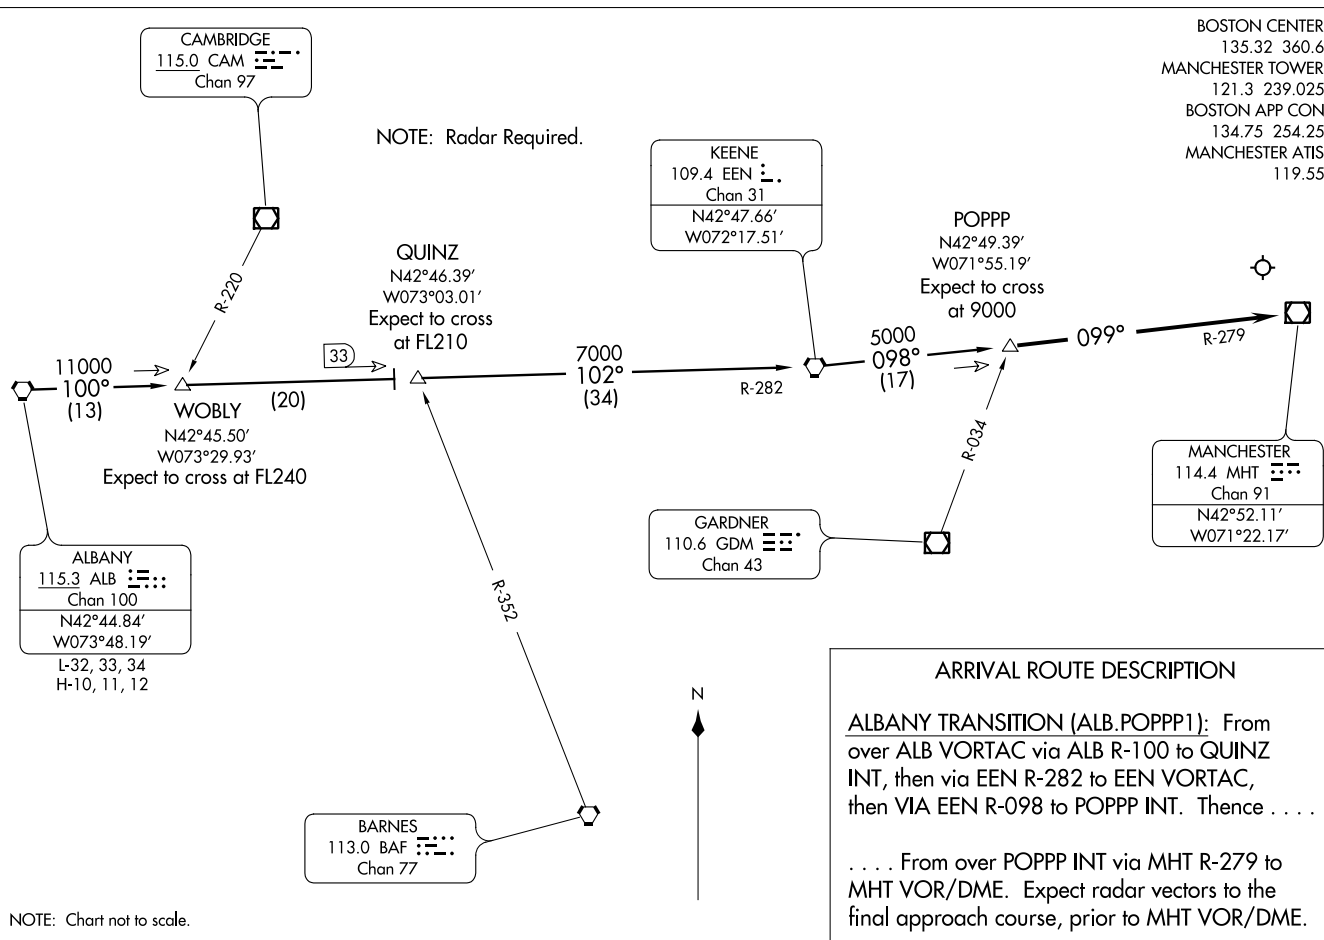 BOSTON CENTER
135.32 360.6
MANCHESTER TOWER
121.3 239.025
BOSTON APP CON
134.75 254.25
MANCHESTER ATIS
119.55
CAMBRIDGE
115.0 CAM
Chan 97
NOTE: Radar Required.
KEENE
109.4 EEN
Chan 31
N42°47.66′
W072°17.51′
POPPP
N42°49.39′
W071°55.19′
Expect to cross
at 9000
QUINZ
N42°46.39′
W073°03.01′
Expect to cross
at FL210
R-220
11000
100°
(13)
33
(20)
7000
102°
(34)
R-282
5000
098°
(17)
099°
R-279
WOBLY
N42°45.50′
W073°29.93′
Expect to cross at FL240
R-034
MANCHESTER
114.4 MHT
Chan 91
N42°52.11′
W071°22.17′
GARDNER
110.6 GDM
Chan 43
ALBANY
115.3 ALB
Chan 100
N42°44.84′
W073°48.19′
L-32, 33, 34
H-10, 11, 12
R-352
N
BARNES
113.0 BAF
Chan 77
ARRIVAL ROUTE DESCRIPTION
ALBANY TRANSITION (ALB.POPPP1): From
over ALB VORTAC via ALB R-100 to QUINZ
INT, then via EEN R-282 to EEN VORTAC,
then VIA EEN R-098 to POPPP INT. Thence . . . .
. . . . From over POPPP INT via MHT R-279 to
MHT VOR/DME. Expect radar vectors to the
final approach course, prior to MHT VOR/DME.
NOTE: Chart not to scale.